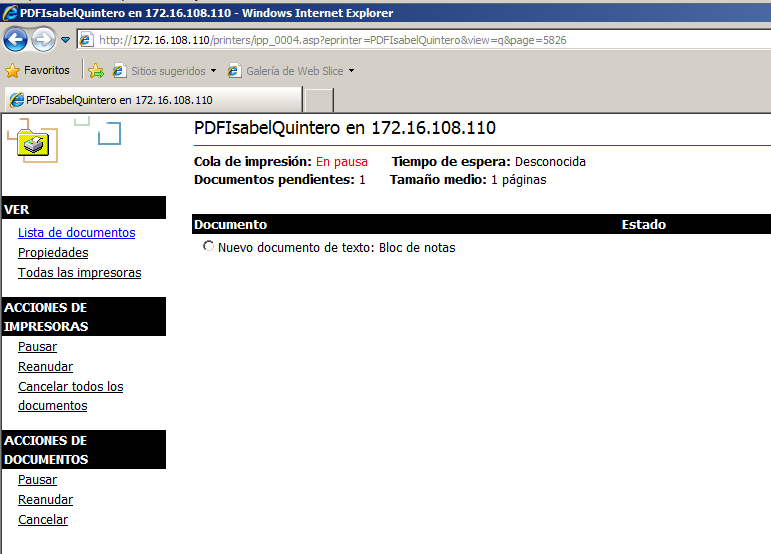 PDFIsabelQuintero en 172.16.108.110 - Windows Internet Explorer
http://172.16.108.110/printers/ipp_0004.asp?eprinter=PDFIsabelQuintero&view=q&page=5826
Favoritos Sitios sugeridos Galería de Web Slice
PDFIsabelQuintero en 172.16.108.110
PDFIsabelQuintero en 172.16.108.110
Cola de impresión: En pausa Tiempo de espera: Desconocida
Documentos pendientes: 1 Tamaño medio: 1 páginas
VER
Lista de documentos
Propiedades
Todas las impresoras
ACCIONES DE
IMPRESORAS
Pausar
Reanudar
Cancelar todos los
documentos
ACCIONES DE
DOCUMENTOS
Pausar
Reanudar
Cancelar
Documento Estado
Nuevo documento de texto: Bloc de notas